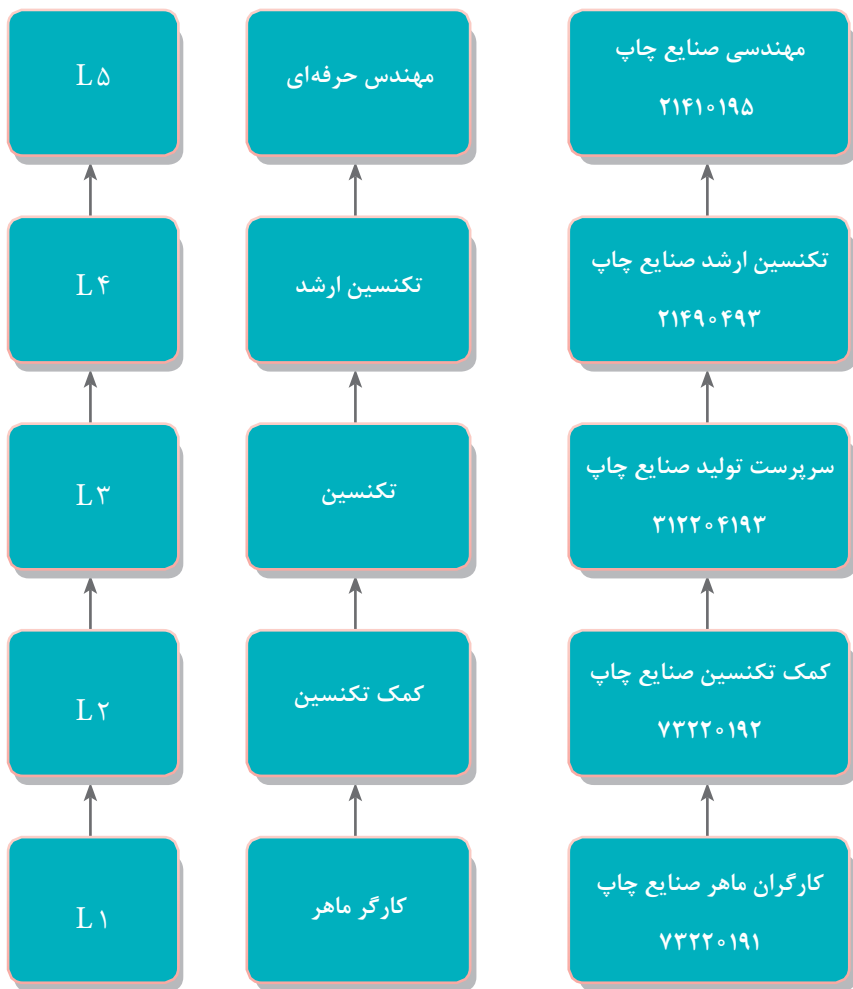 مهندسی صنایع چاپ
۲۱۴۱۰۱۹۵
مهندس حرفه‌ای
L۵
تکنسین ارشد صنایع چاپ
۲۱۴۹۰۴۹۳
تکنسین ارشد
L۴
سرپرست تولید صنایع چاپ
۳۱۲۲۰۴۱۹۳
تکنسین
L۳
کمک تکنسین صنایع چاپ
۷۳۲۲۰۱۹۲
کمک تکنسین
L۲
کارگران ماهر صنایع چاپ
۷۳۲۲۰۱۹۱
کارگر ماهر
L۱